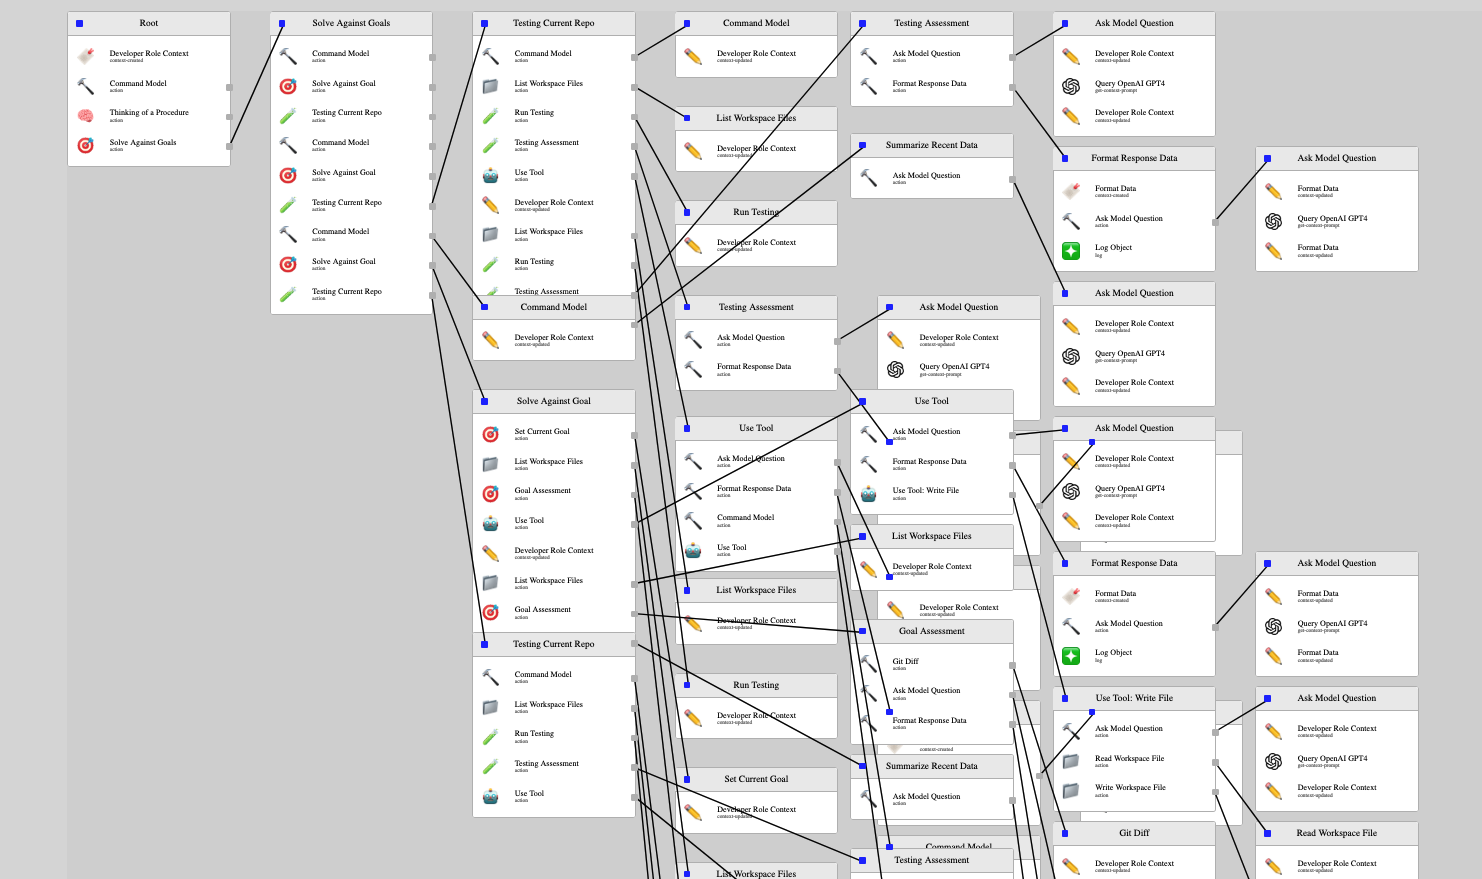 Root
Developer Role Context
context-created
Command Model
action
Thinking of a Procedure
action
Solve Against Goals
action
Solve Against Goals
Command Model
action
Solve Against Goal
action
Testing Current Repo
action
Command Model
action
Solve Against Goal
action
Testing Current Repo
action
Command Model
action
Solve Against Goal
action
Testing Current Repo
action
Testing Current Repo
Command Model
action
List Workspace Files
action
Run Testing
action
Testing Assessment
action
Use Tool
action
Developer Role Context
context-updated
List Workspace Files
action
Run Testing
action
Testing Assessment
Command Model
Developer Role Context
context-updated
Solve Against Goal
Set Current Goal
action
List Workspace Files
action
Goal Assessment
action
Use Tool
action
Developer Role Context
context-updated
List Workspace Files
action
Goal Assessment
action
Testing Current Repo
Command Model
action
List Workspace Files
action
Run Testing
action
Testing Assessment
action
Use Tool
action
Command Model
Developer Role Context
context-updated
List Workspace Files
Developer Role Context
context-updated
Run Testing
Developer Role Context
context-updated
Testing Assessment
Ask Model Question
action
Format Response Data
action
Use Tool
Ask Model Question
action
Format Response Data
action
Command Model
action
Use Tool
action
List Workspace Files
Developer Role Context
context-updated
Run Testing
Developer Role Context
context-updated
Set Current Goal
Developer Role Context
context-updated
List Workspace Files
Testing Assessment
Ask Model Question
action
Format Response Data
action
Summarize Recent Data
Ask Model Question
action
Ask Model Question
Developer Role Context
context-updated
Query OpenAI GPT4
get-context-prompt
Use Tool
Ask Model Question
action
Format Response Data
action
Use Tool: Write File
action
List Workspace Files
Developer Role Context
context-updated
Developer Role Context
Goal Assessment
Git Diff
action
Ask Model Question
action
Format Response Data
action
context-created
Summarize Recent Data
Ask Model Question
action
Command Model
Testing Assessment
Ask Model Question
Developer Role Context
context-updated
Query OpenAI GPT4
get-context-prompt
Developer Role Context
context-updated
Format Response Data
Format Data
context-created
Ask Model Question
action
Log Object
log
Ask Model Question
Developer Role Context
context-updated
Query OpenAI GPT4
get-context-prompt
Developer Role Context
context-updated
Ask Model Question
Developer Role Context
context-updated
Query OpenAI GPT4
get-context-prompt
Developer Role Context
context-updated
Format Response Data
Format Data
context-created
Ask Model Question
action
Log Object
log
Use Tool: Write File
Ask Model Question
action
Read Workspace File
action
Write Workspace File
action
Git Diff
Developer Role Context
context-updated
Ask Model Question
Format Data
context-updated
Query OpenAI GPT4
get-context-prompt
Format Data
context-updated
Ask Model Question
Format Data
context-updated
Query OpenAI GPT4
get-context-prompt
Format Data
context-updated
Ask Model Question
Developer Role Context
context-updated
Query OpenAI GPT4
get-context-prompt
Developer Role Context
context-updated
Read Workspace File
Developer Role Context
context-updated